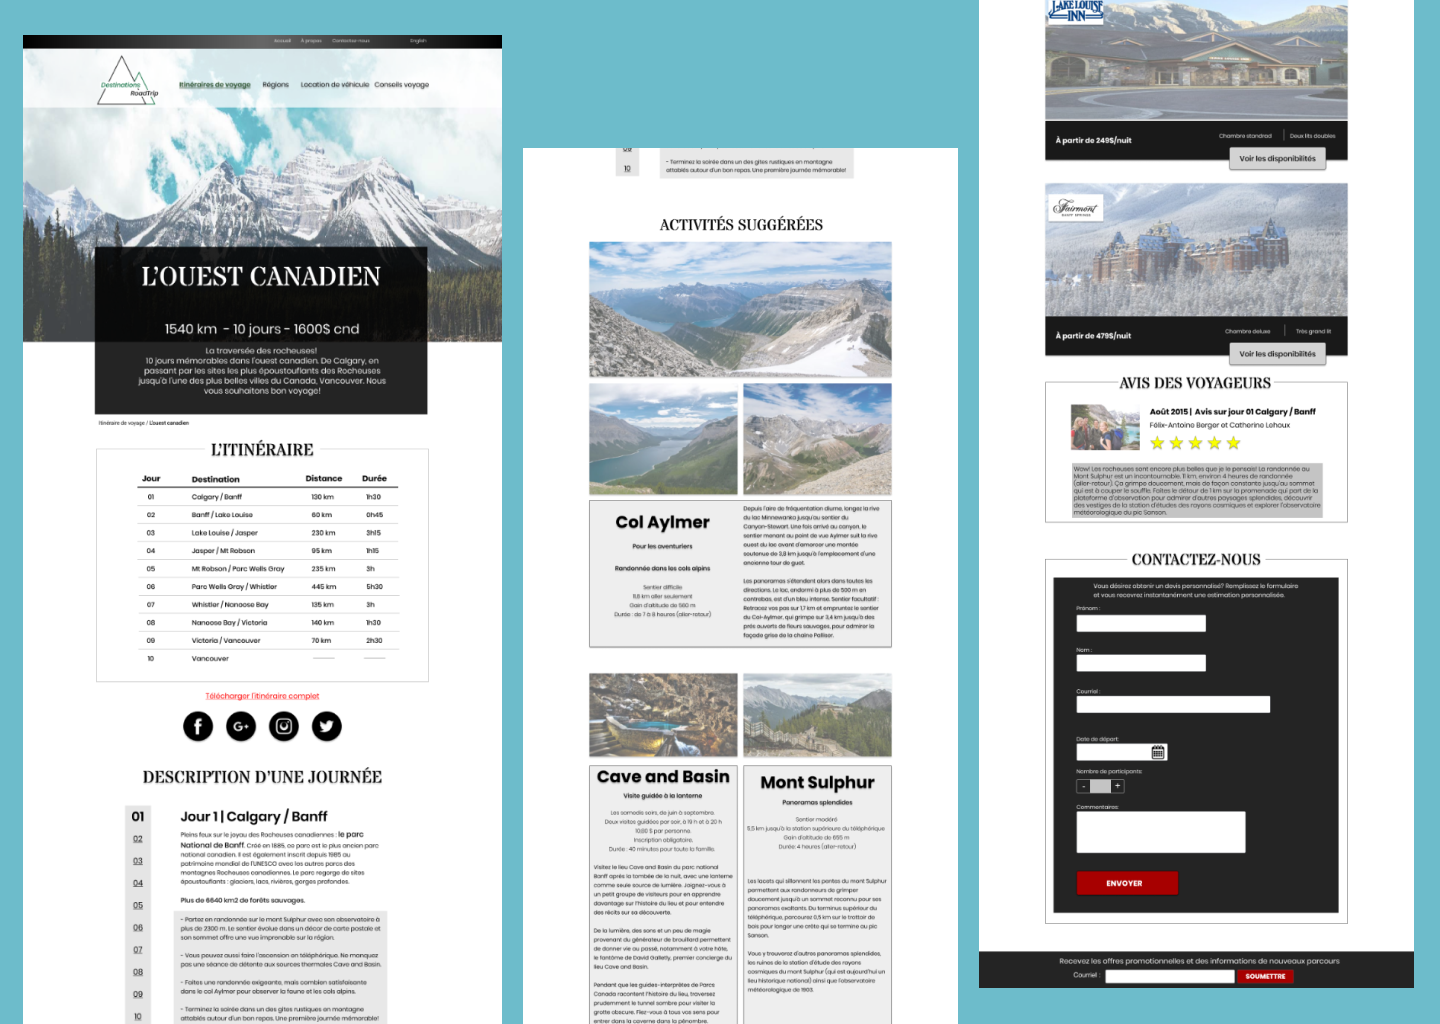 Accueil À propos Contactez-nous English
Destinations
RoadTrip
Itinéraires de voyage Régions Location de véhicule Conseils voyage
L'OUEST CANADIEN
1540 km - 10 jours - 1600$ cnd
La traversée des rocheuses!
10 jours mémorables dans l'ouest canadien. De Calgary, en
passant par les sites les plus époustouflants des Rocheuses
jusqu'à l'une des plus belles villes du Canada, Vancouver. Nous
vous souhaitons bon voyage!
Itinéraire de voyage / L'ouest canadien
L'ITINÉRAIRE
Jour Destination Distance Durée
01 Calgary / Banff 130 km 1h30
02 Banff / Lake Louise 60 km 0h45
03 Lake Louise / Jasper 230 km 3h15
04 Jasper / Mt Robson 95 km 1h15
05 Mt Robson / Parc Wells Gray 235 km 3h
06 Parc Wells Gray / Whistler 445 km 5h30
07 Whistler / Nanoose Bay 135 km 3h
08 Nanoose Bay / Victoria 140 km 1h30
09 Victoria / Vancouver 70 km 2h30
10 Vancouver
Télécharger l'itinéraire complet
DESCRIPTION D'UNE JOURNÉE
01
02
03
04
05
06
07
08
09
10
Jour 1 | Calgary / Banff
Pleins feux sur le joyau des Rocheuses canadiennes : le parc
National de Banff. Créé en 1885, ce parc est le plus ancien parc
national canadien. Il est également inscrit depuis 1985 au
patrimoine mondial de l'UNESCO avec les autres parcs des
montagnes Rocheuses canadiennes. Le parc regorge de sites
époustouflants : glaciers, lacs, rivières, gorges profondes.
Plus de 6640 km2 de forêts sauvages.
- Partez en randonnée sur le mont Sulphur avec son observatoire à
plus de 2300 m. Le sentier évolue dans un décor de carte postale et
son sommet offre une vue imprenable sur la région.
- Vous pouvez aussi faire l'ascension en téléphérique. Ne manquez
pas une séance de détente aux sources thermales Cave and Basin.
- Faites une randonnée exigeante, mais combien satisfaisante
dans le col Aylmer pour observer la faune et les cols alpins.
- Terminez la soirée dans un des gîtes rustiques en montagne
attablés autour d'un bon repas. Une première journée mémorable!
09
10
- Terminez la soirée dans un des gîtes rustiques en montagne
attablés autour d'un bon repas. Une première journée mémorable!
ACTIVITÉS SUGGÉRÉES
Col Aylmer
Pour les aventuriers
Randonnée dans les cols alpins
Sentier difficile
11,8 km aller seulement
Gain d'altitude de 560 m
Durée : de 7 à 8 heures (aller-retour)
Depuis l'aire de fréquentation diurne, longez la rive
du lac Minnewanka jusqu'au sentier du
Canyon-Stewart. Une fois arrivé au canyon, le
sentier menant au point de vue Aylmer suit la rive
ouest du lac avant d'amorcer une montée
soutenue de 3,8 km jusqu'à l'emplacement d'une
ancienne tour de guet.
Les panoramas s'étendent alors dans toutes les
directions. Le lac, endormi à plus de 500 m en
contrebas, est d'un bleu intense. Sentier facultatif :
Retracez vos pas sur 1,7 km et empruntez le sentier
du Col-Aylmer, qui grimpe sur 3,4 km jusqu'à des
prés ouverts de fleurs sauvages, pour admirer la
façade grise de la chaîne Palliser.
Cave and Basin
Visite guidée à la lanterne
Les samedis soirs, de juin à septembre.
Deux visites guidées par soir, à 19 h et à 20 h
10,00 $ par personne.
Inscription obligatoire.
Durée : 40 minutes pour toute la famille
Visitez le lieu Cave and Basin du parc national
Banff après la tombée de la nuit, avec une lanterne
comme seule source de lumière. Joignez-vous à
un petit groupe de visiteurs pour en apprendre
davantage sur l'histoire du lieu et pour entendre
des récits sur sa découverte.
De la lumière, des sons et un peu de magie
provenant du générateur de brouillard permettent
de donner vie au passé, notamment à votre hôte,
le fantôme de David Galletly, premier concierge du
lieu Cave and Basin.
Pendant que les guides-interprètes de Parcs
Canada racontent l'histoire du lieu, traversez
prudemment le tunnel sombre pour visiter la
grotte obscure. Fiez-vous à tous vos sens pour
entrer dans la caverne dans la pénombre.
Mont Sulphur
Panoramas splendides
Sentier modéré
5,5 km jusqu'à la station supérieure du téléphérique
Gain d'altitude de 655 m
Durée: 4 heures (aller-retour)
Les lacets qui sillonnent les pentes du mont Sulphur
permettent aux randonneurs de grimper
doucement jusqu'à un sommet reconnu pour ses
panoramas exaltants. Du terminus supérieur du
téléphérique, parcourez 0,5 km sur le trottoir de
bois pour longer une crête qui se termine au pic
Sanson.
Vous y trouverez d'autres panoramas splendides,
les ruines de la station d'étude des rayons
cosmiques du mont Sulphur (qui est aujourd'hui un
lieu historique national) ainsi que l'observatoire
météorologique de 1903.
LAKE LOUISE
INN
À partir de 249$/nuit
Chambre standrad Deux lits doubles
Voir les disponibilités
Fairmont
BANFF SPRINGS
À partir de 479$/nuit
Chambre deluxe Très grand lit
Voir les disponibilités
AVIS DES VOYAGEURS
Août 2015 | Avis sur jour 01 Calgary / Banff
Félix-Antoine Berger et Catherine Lehoux
Wow! Les rocheuses sont encore plus belles que je le pensais! La randonnée au
Mont Sulphur est un incontournable. 11 km, environ 4 heures de randonnée
(aller-retour). Ça grimpe doucement, mais de façon constante jusqu'au sommet
qui est à couper le souffle. Faites le détour de 1 km sur la promenade qui part de la
plateforme d'observation pour admirer d'autres paysages splendides, découvrir
des vestiges de la station d'études des rayons cosmiques et explorer l'observatoire
météorologique du pic Sanson.
CONTACTEZ-NOUS
Vous désirez obtenir un devis personnalisé? Remplissez le formulaire
et vous recevrez instantanément une estimation personnalisée.
Prénom :
Nom :
Courriel :
Date de départ:
Nombre de participants:
- +
Commentaires:
ENVOYER
Recevez les offres promotionnelles et des informations de nouveaux parcours
Courriel : SOUMETTRE